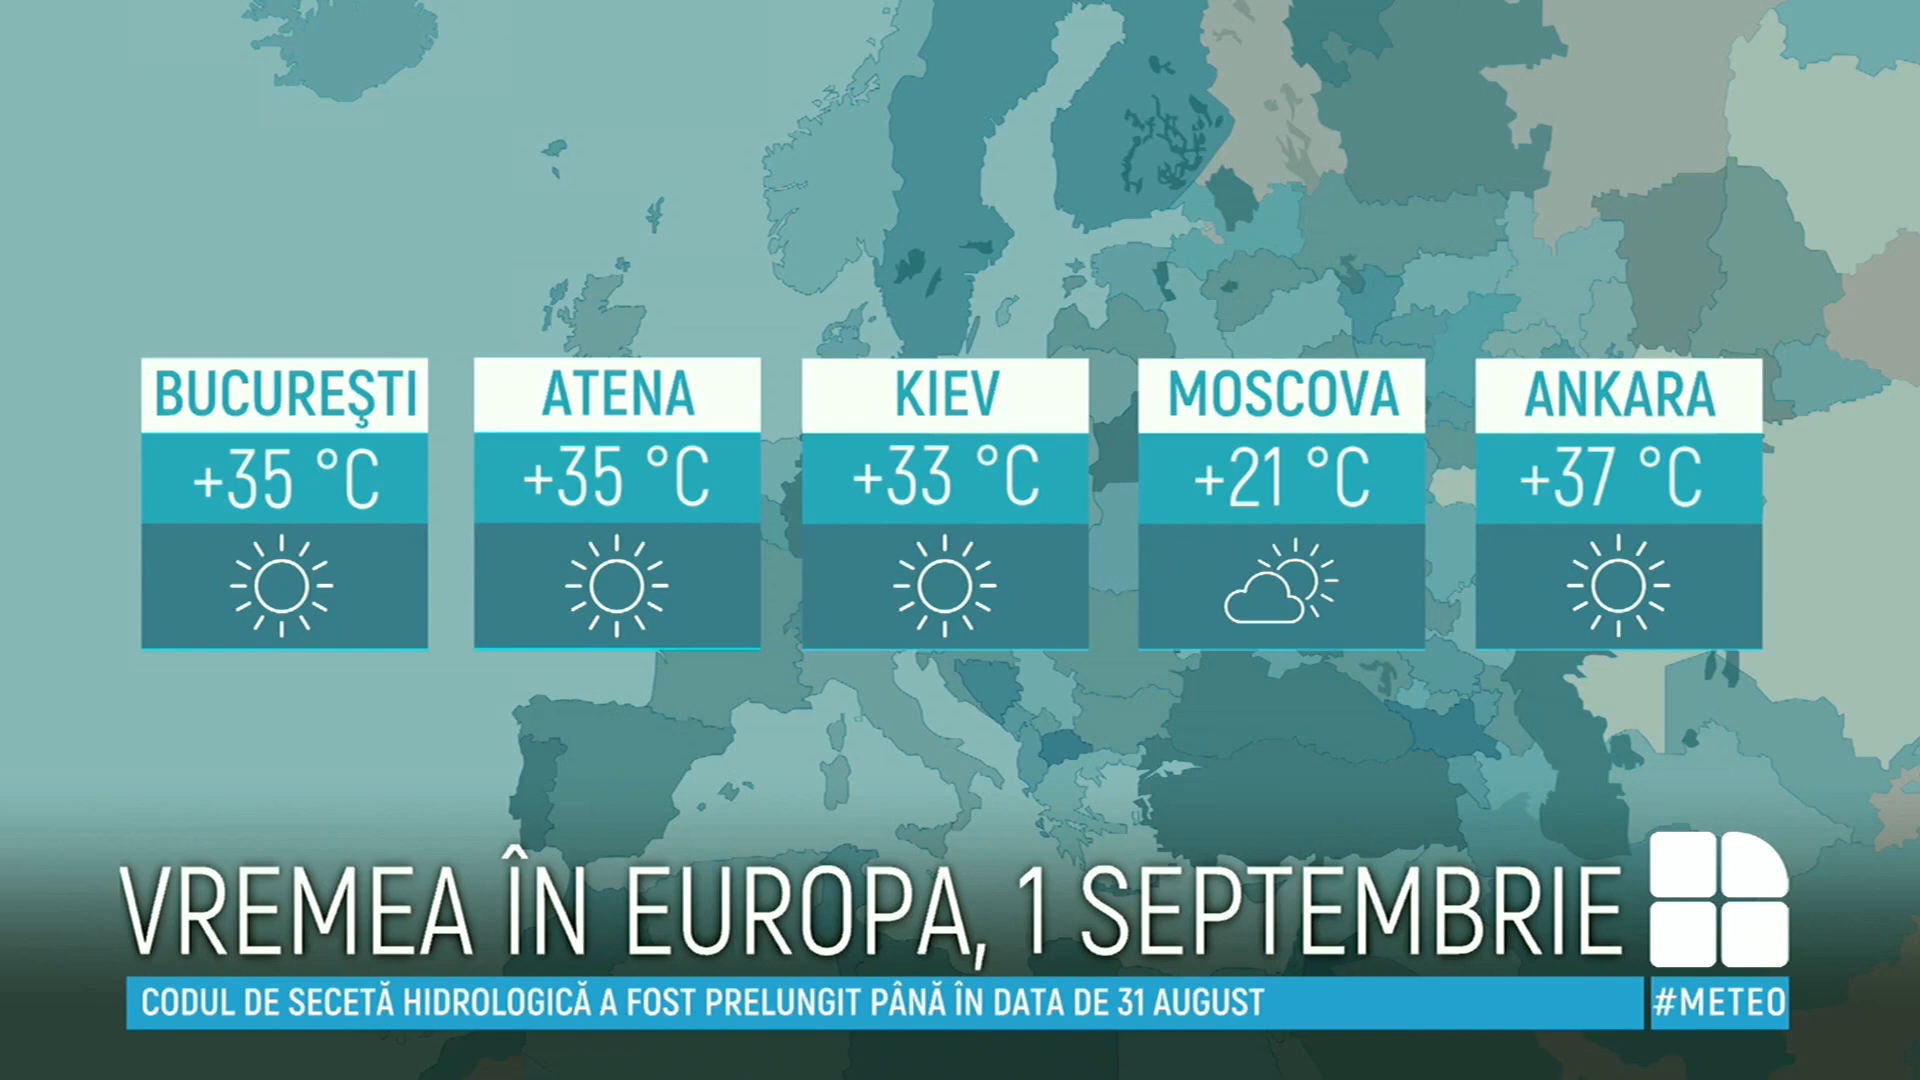 BUCUREŞTI
+35 °C
ATENA
+35 °C
KIEV
+33 °C
MOSCOVA
+21 °C
ANKARA
+37 °C
VREMEA ÎN EUROPA, 1 SEPTEMBRIE
CODUL DE SECETĂ HIDROLOGICĂ A FOST PRELUNGIT PÂNĂ ÎN DATA DE 31 AUGUST
#METEO